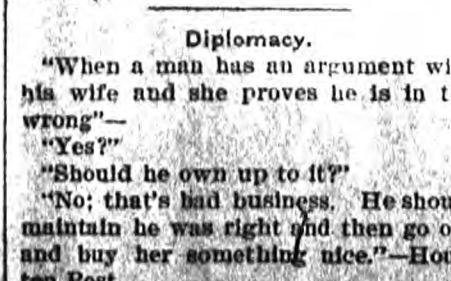 Diplomacy.
"When a man has an argument wi
his wife and she proves he is in t
wrong"—
"Yes?"
"Should he own up to it?"
"No; that's bad business. He shou
maintain he was right and then go o
and buy her something nice."—Hou
ton Post.